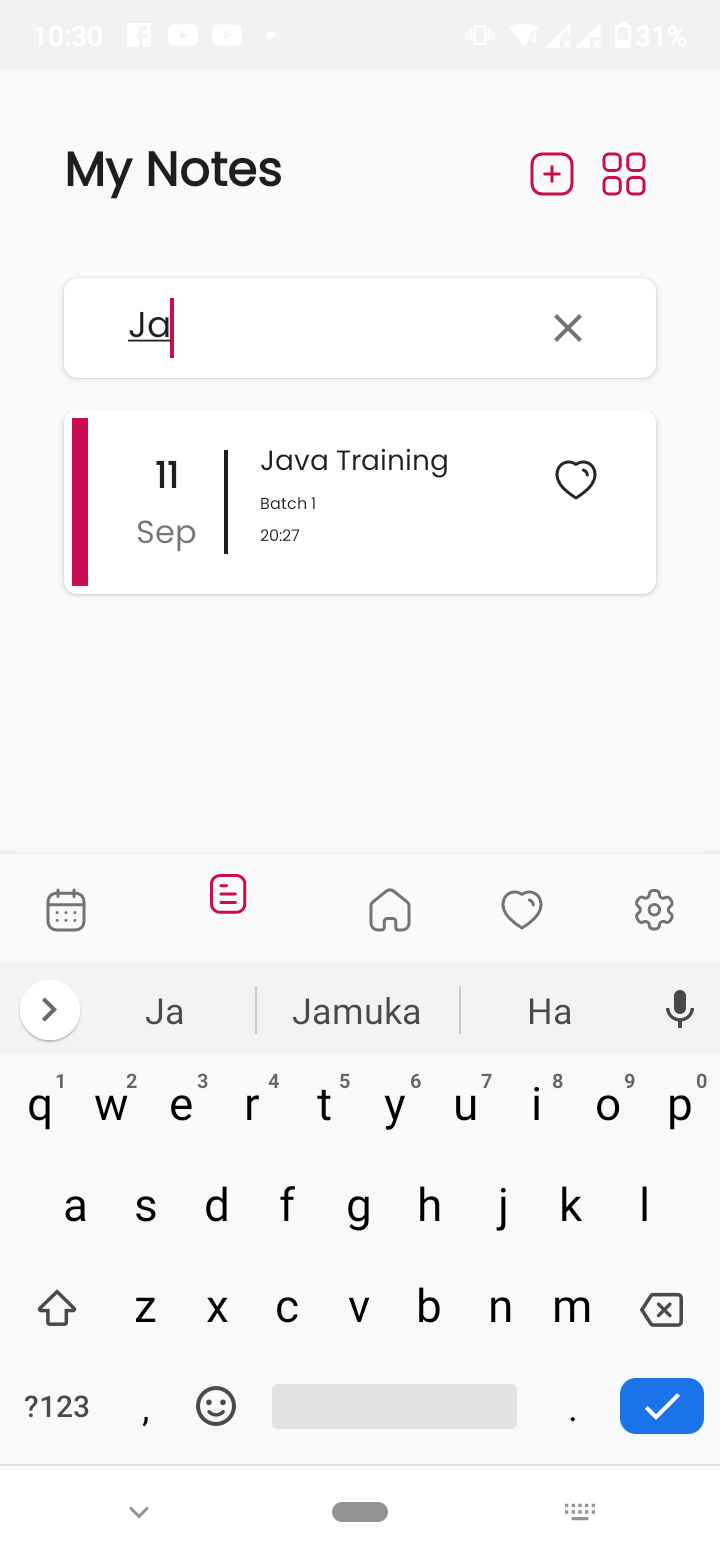 10:30 31%
My Notes
Ja
11
Sep
Java Training
Batch 1
20:27
Ja Jamuka Ha
1 2 3 4 5 6 7 8 9 0
q w e r t y u i o p
a s d f g h j k l
z x c v b n m
?123 , .